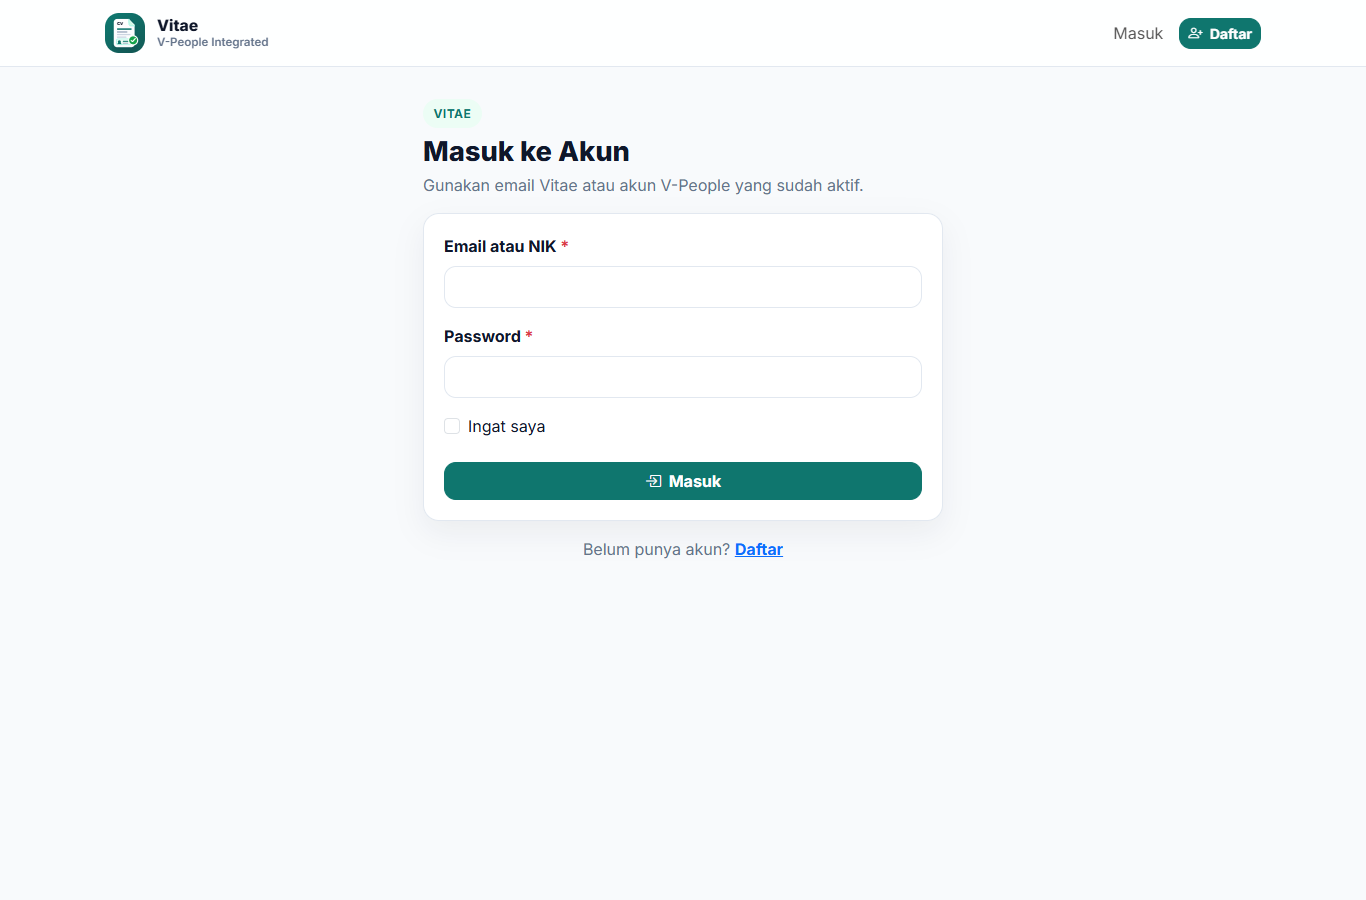 CV
Vitae
V-People Integrated
Masuk
Daftar
VITAE
Masuk ke Akun
Gunakan email Vitae atau akun V-People yang sudah aktif.
Email atau NIK *
Password *
Ingat saya
Masuk
Belum punya akun? Daftar